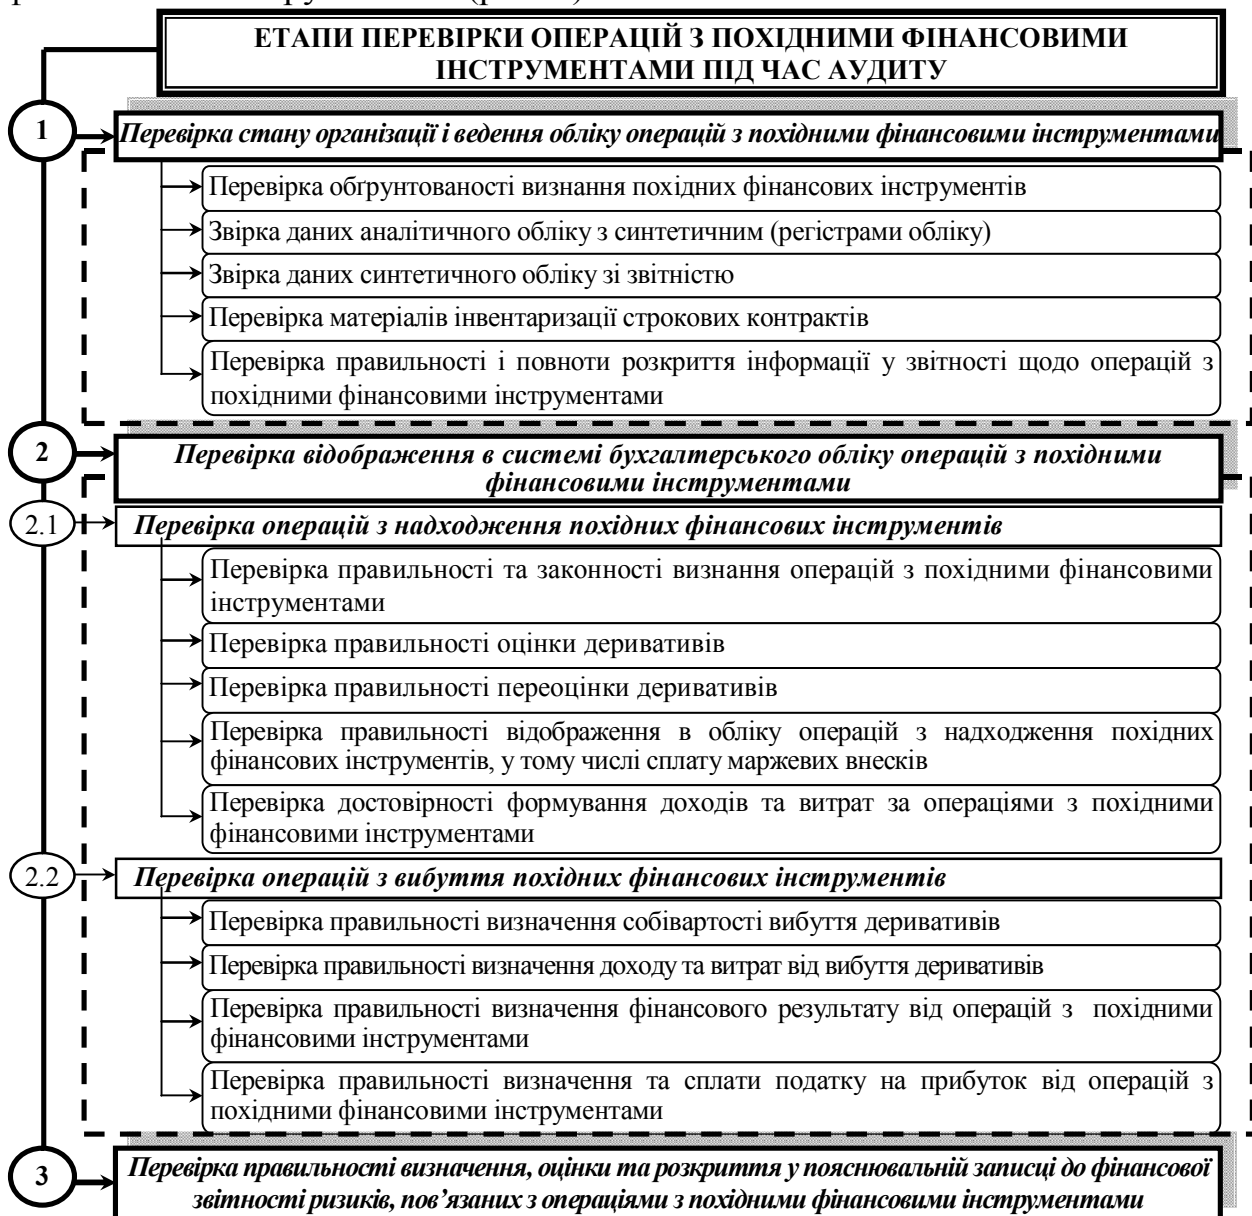 ЕТАПИ ПЕРЕВІРКИ ОПЕРАЦІЙ З ПОХІДНИМИ ФІНАНСОВИМИ
ІНСТРУМЕНТАМИ ПІД ЧАС АУДИТУ
1
Перевірка стану організації і ведення обліку операцій з похідними фінансовими інструментами
Перевірка обґрунтованості визнання похідних фінансових інструментів
Звірка даних аналітичного обліку з синтетичним (регістрами обліку)
Звірка даних синтетичного обліку зі звітністю
Перевірка матеріалів інвентаризації строкових контрактів
Перевірка правильності і повноти розкриття інформації у звітності щодо операцій з
похідними фінансовими інструментами
2
Перевірка відображення в системі бухгалтерського обліку операцій з похідними
фінансовими інструментами
2.1
Перевірка операцій з надходження похідних фінансових інструментів
Перевірка правильності та законності визнання операцій з похідними фінансовими
інструментами
Перевірка правильності оцінки деривативів
Перевірка правильності переоцінки деривативів
Перевірка правильності відображення в обліку операцій з надходження похідних
фінансових інструментів, у тому числі сплату маржевих внесків
Перевірка достовірності формування доходів та витрат за операціями з похідними
фінансовими інструментами
2.2
Перевірка операцій з вибуття похідних фінансових інструментів
Перевірка правильності визначення собівартості вибуття деривативів
Перевірка правильності визначення доходу та витрат від вибуття деривативів
Перевірка правильності визначення фінансового результату від операцій з похідними
фінансовими інструментами
Перевірка правильності визначення та сплати податку на прибуток від операцій з
похідними фінансовими інструментами
3
Перевірка правильності визначення, оцінки та розкриття у пояснювальній записці до фінансової
звітності ризиків, пов’язаних з операціями з похідними фінансовими інструментами